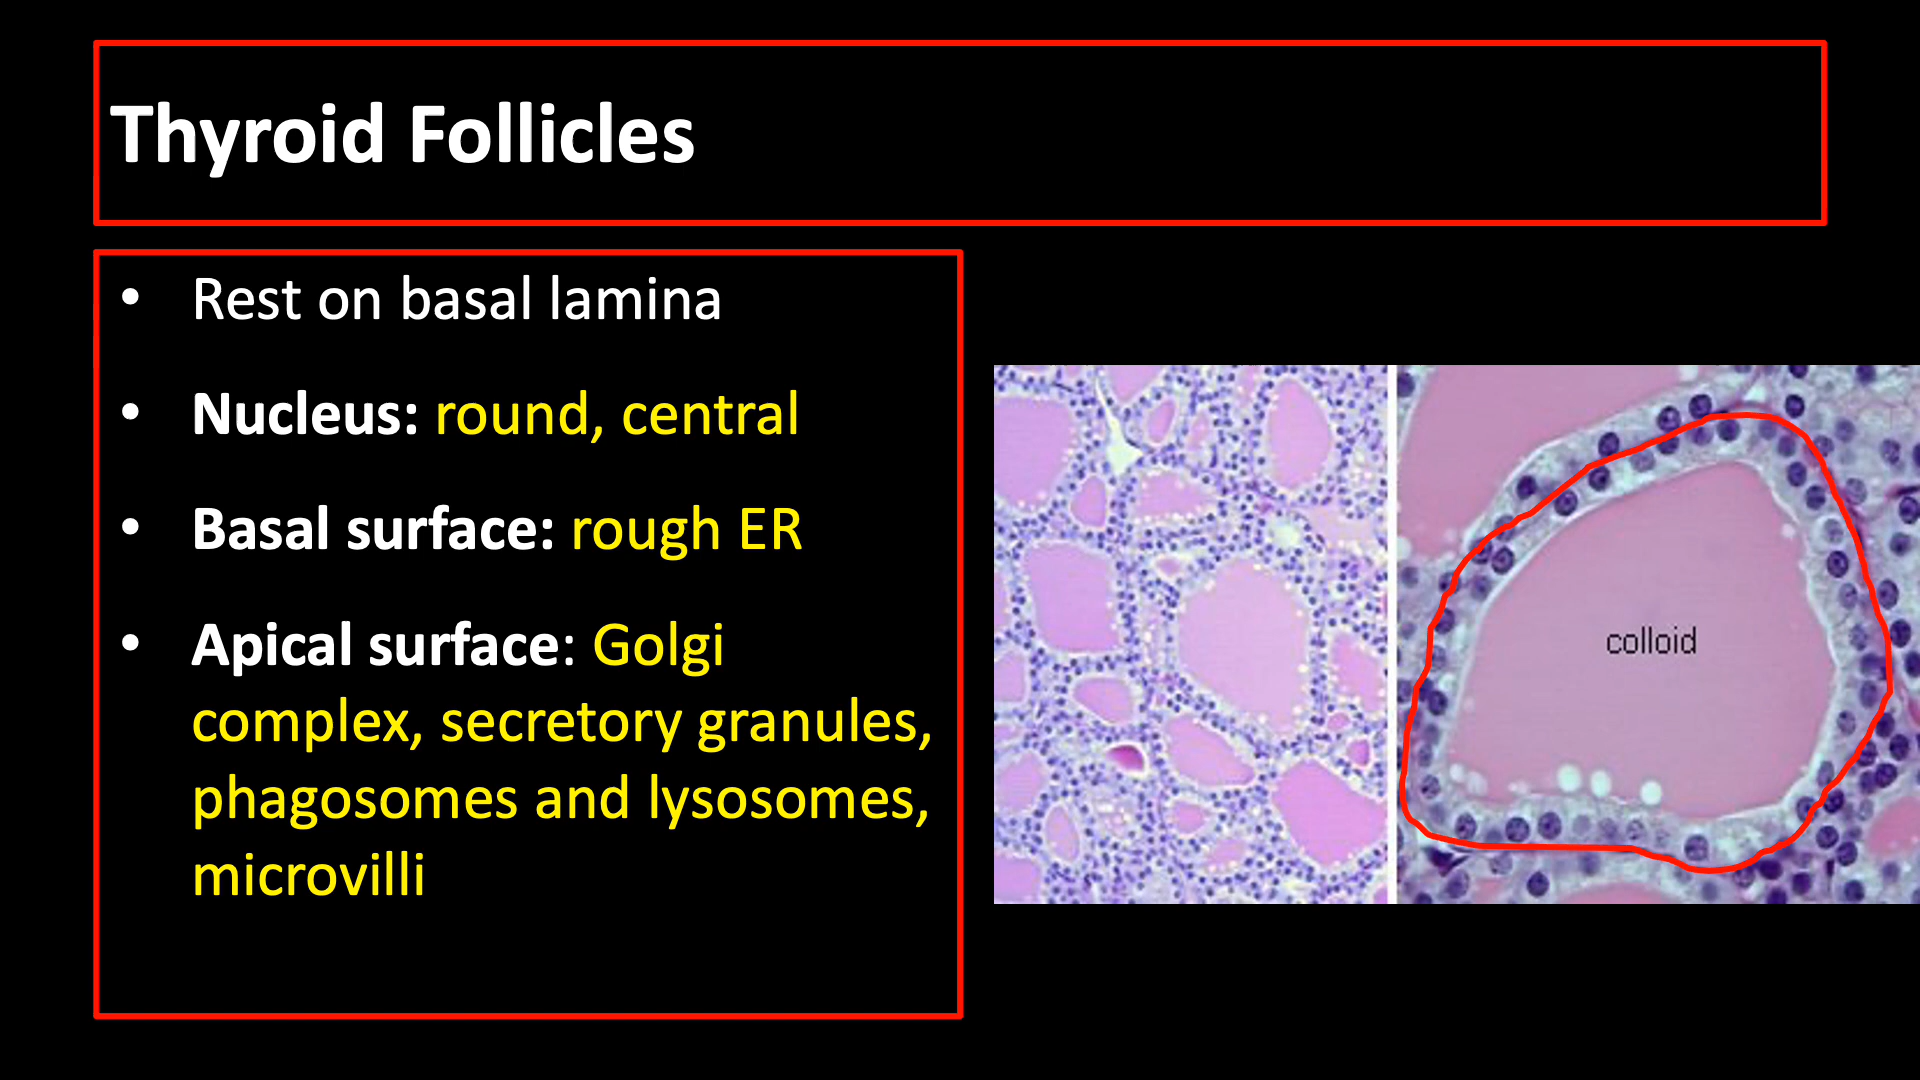 Thyroid Follicles
• Rest on basal lamina
• Nucleus: round, central
• Basal surface: rough ER
• Apical surface: Golgi
complex, secretory granules,
phagosomes and lysosomes,
microvilli
colloid